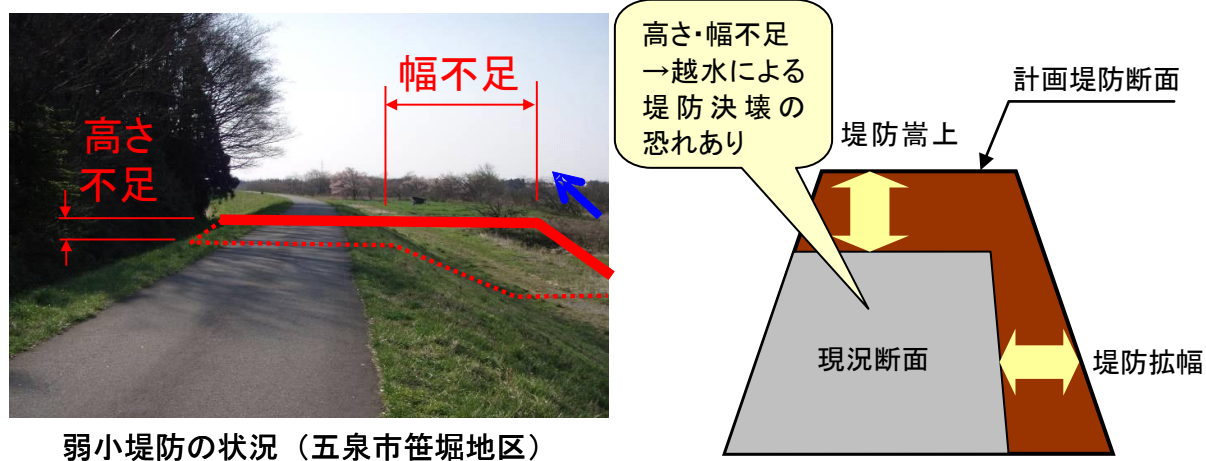 幅不足
高さ
不足
弱小堤防の状況（五泉市笹堀地区）
高さ・幅不足
→越水による
堤防決壊の
恐れあり
計画堤防断面
堤防嵩上
現況断面
堤防拡幅